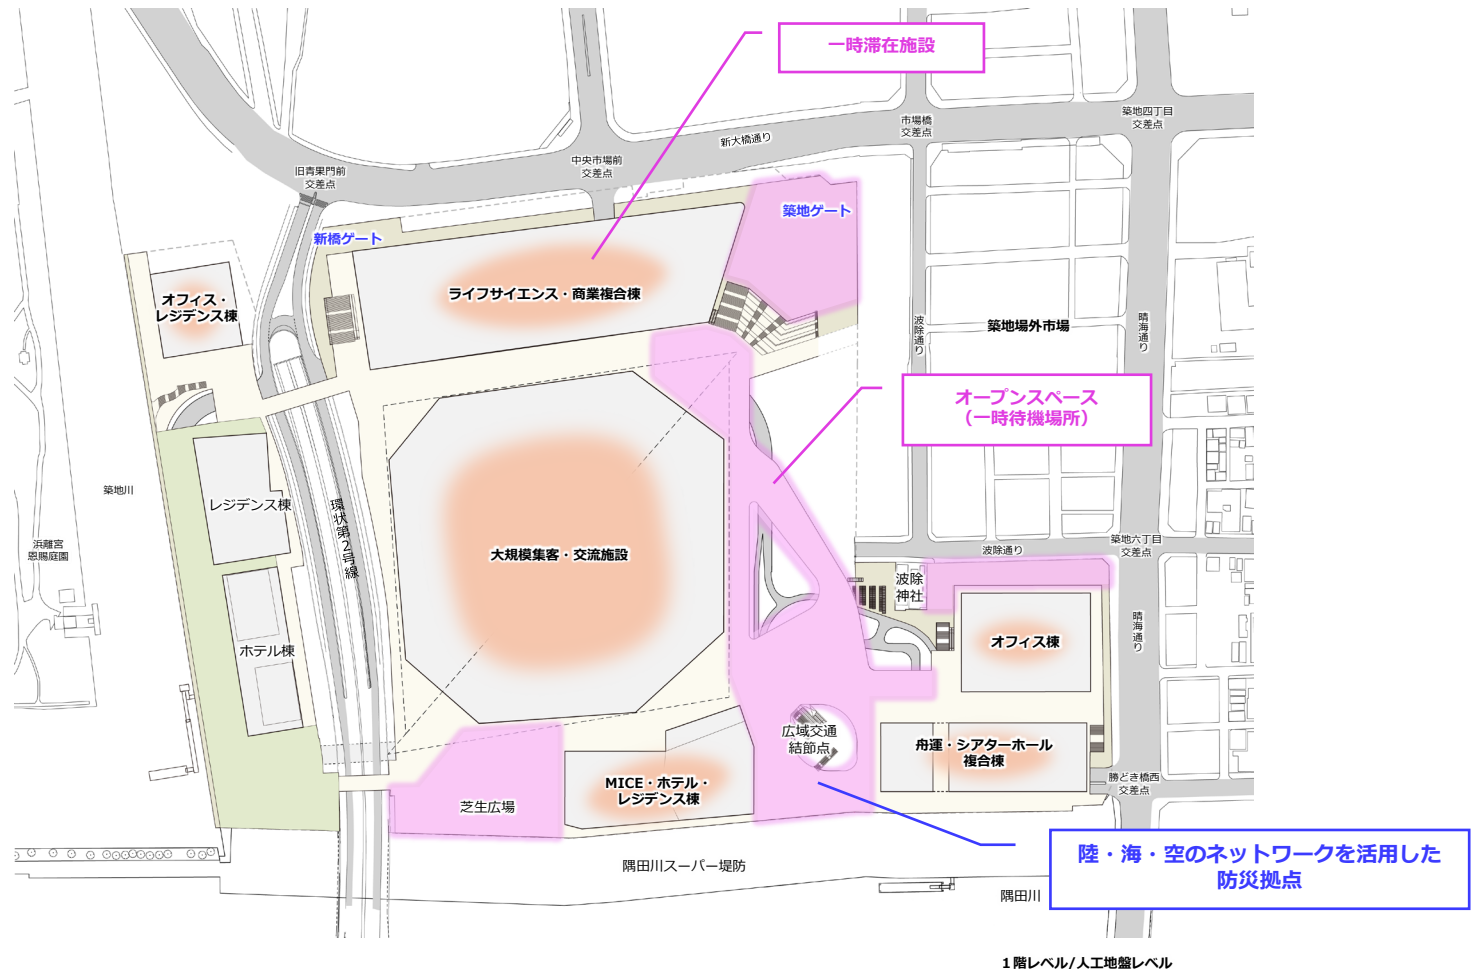 一時滞在施設
築地四丁目
交差点
市場橋
交差点
新大橋通り
中央市場前
交差点
旧青果門前
交差点
築地ゲート
新橋ゲート
ライフサイエンス・商業複合棟
オフィス・
レジデンス棟
築地場外市場
波除通り
晴海通り
オープンスペース
（一時待機場所）
築地川
レジデンス棟
環状第2号線
浜離宮
恩賜庭園
大規模集客・交流施設
築地六丁目
交差点
波除通り
波除
神社
晴海通り
オフィス棟
ホテル棟
広域交通
結節点
舟運・シアターホール
複合棟
MICE・ホテル・
レジデンス棟
勝どき橋西
交差点
芝生広場
陸・海・空のネットワークを活用した
防災拠点
隅田川スーパー堤防
隅田川
1階レベル/人工地盤レベル